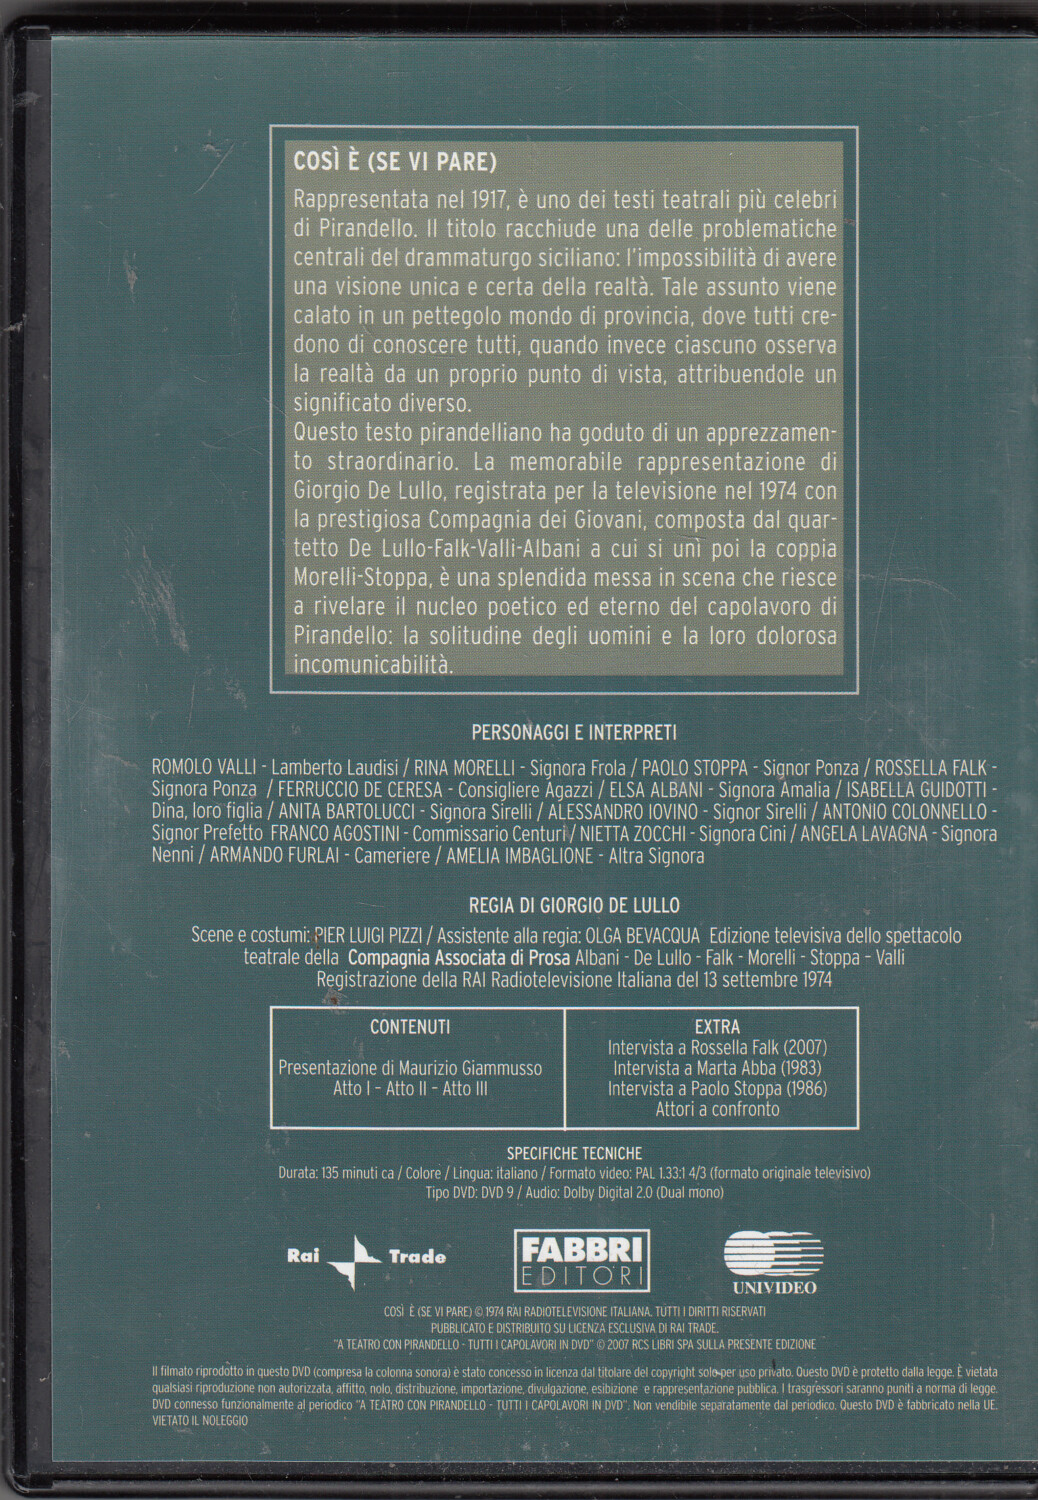 COSÌ È (SE VI PARE)
Rappresentata nel 1917, è uno dei testi teatrali più celebri
di Pirandello. Il titolo racchiude una delle problematiche
centrali del drammaturgo siciliano: l'impossibilità di avere
una visione unica e certa della realtà. Tale assunto viene
calato in un pettegolo mondo di provincia, dove tutti cre-
dono di conoscere tutti, quando invece ciascuno osserva
la realtà da un proprio punto di vista, attribuendole un
significato diverso.
Questo testo pirandelliano ha goduto di un apprezzamen-
to straordinario. La memorabile rappresentazione di
Giorgio De Lullo, registrata per la televisione nel 1974 con
la prestigiosa Compagnia dei Giovani, composta dal quar-
tetto De Lullo-Falk-Valli-Albani a cui si unì poi la coppia
Morelli-Stoppa, è una splendida messa in scena che riesce
a rivelare il nucleo poetico ed eterno del capolavoro di
Pirandello: la solitudine degli uomini e la loro dolorosa
incomunicabilità.
PERSONAGGI E INTERPRETI
ROMOLO VALLI - Lamberto Laudisi / RINA MORELLI - Signora Frola / PAOLO STOPPA - Signor Ponza / ROSSELLA FALK -
Signora Ponza / FERRUCCIO DE CERESA - Consigliere Agazzi / ELSA ALBANI - Signora Amalia / ISABELLA GUIDOTTI -
Dina, loro figlia / ANITA BARTOLUCCI - Signora Sirelli / ALESSANDRO IOVINO - Signor Sirelli / ANTONIO COLONNELLO -
Signor Prefetto FRANCO AGOSTINI - Commissario Centuri / NIETTA ZOCCHI - Signora Cini / ANGELA LAVAGNA - Signora
Nenni / ARMANDO FURLAI - Cameriere / AMELIA IMBAGLIONE - Altra Signora
REGIA DI GIORGIO DE LULLO
Scene e costumi: PIER LUIGI PIZZI / Assistente alla regia: OLGA BEVACQUA Edizione televisiva dello spettacolo
teatrale della Compagnia Associata di Prosa Albani - De Lullo - Falk - Morelli - Stoppa - Valli
Registrazione della RAI Radiotelevisione Italiana del 13 settembre 1974
CONTENUTI
Presentazione di Maurizio Giammusso
Atto I - Atto II - Atto III
EXTRA
Intervista a Rossella Falk (2007)
Intervista a Marta Abba (1983)
Intervista a Paolo Stoppa (1986)
Attori a confronto
SPECIFICHE TECNICHE
Durata: 135 minuti ca / Colore / Lingua: italiano / Formato video: PAL 1.33:1 4/3 (formato originale televisivo)
Tipo DVD: DVD 9 / Audio: Dolby Digital 2.0 (Dual mono)
Rai Trade
FABBRI
EDITORI
UNIVIDEO
COSÌ È (SE VI PARE) © 1974 RAI RADIOTELEVISIONE ITALIANA. TUTTI I DIRITTI RISERVATI
PUBBLICATO E DISTRIBUITO SU LICENZA ESCLUSIVA DI RAI TRADE.
"A TEATRO CON PIRANDELLO - TUTTI I CAPOLAVORI IN DVD" © 2007 RCS LIBRI SPA SULLA PRESENTE EDIZIONE
Il filmato riprodotto in questo DVD (compresa la colonna sonora) è stato concesso in licenza dal titolare del copyright solo per uso privato. Questo DVD è protetto dalla legge. È vietata
qualsiasi riproduzione non autorizzata, affitto, nolo, distribuzione, importazione, divulgazione, esibizione e rappresentazione pubblica. I trasgressori saranno puniti a norma di legge.
DVD connesso funzionalmente al periodico "A TEATRO CON PIRANDELLO - TUTTI I CAPOLAVORI IN DVD". Non vendibile separatamente dal periodico. Questo DVD è fabbricato nella UE.
VIETATO IL NOLEGGIO